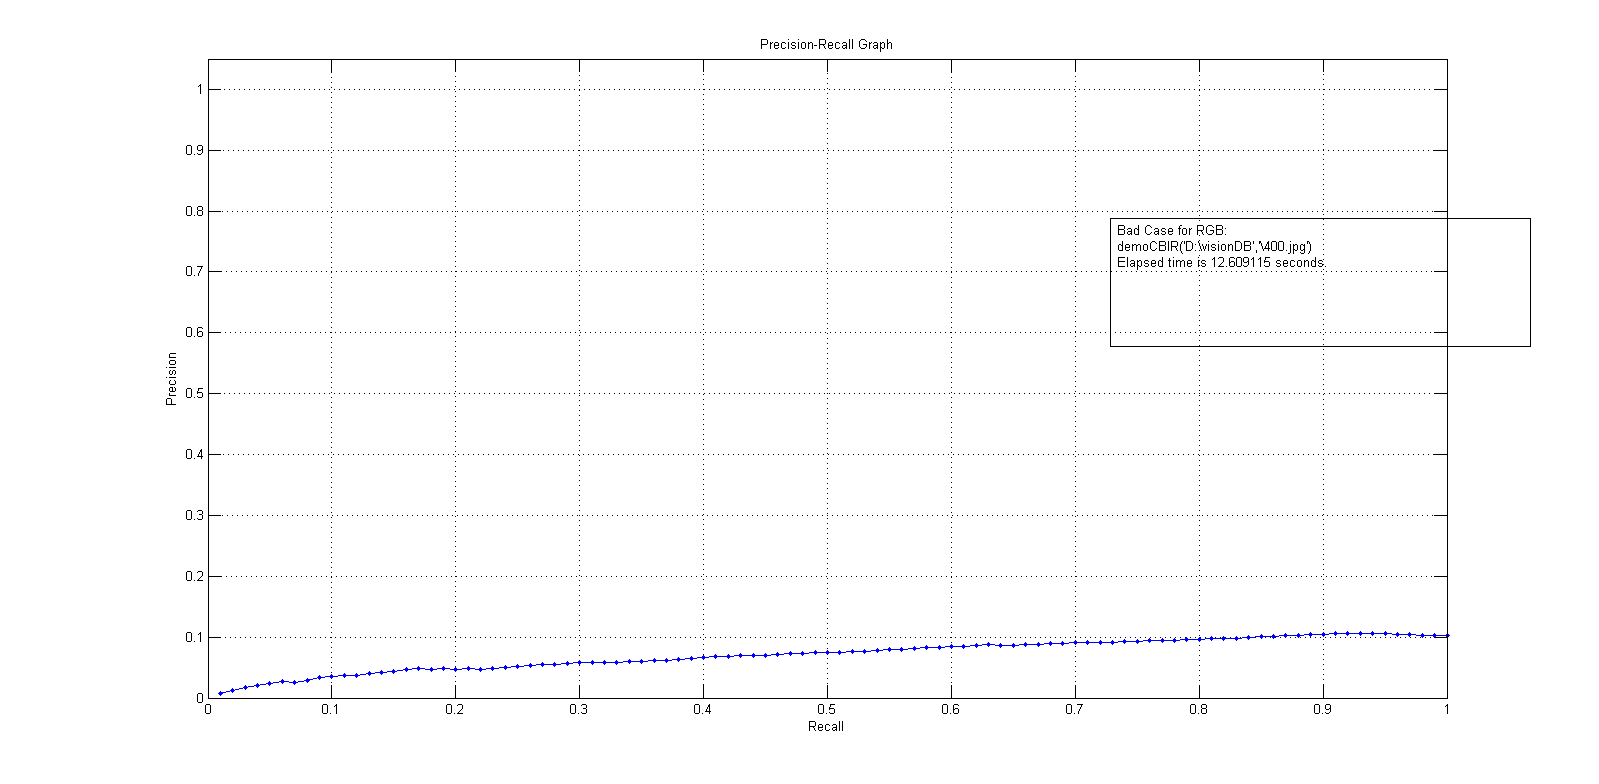 Precision-Recall Graph
1
0.9
0.8
0.7
0.6
0.5
0.4
0.3
0.2
0.1
0
Precision
Bad Case for RGB:
demoCBIR('D:\visionDB','\400.jpg')
Elapsed time is 12.609115 seconds.
0 0.1 0.2 0.3 0.4 0.5 0.6 0.7 0.8 0.9 1
Recall